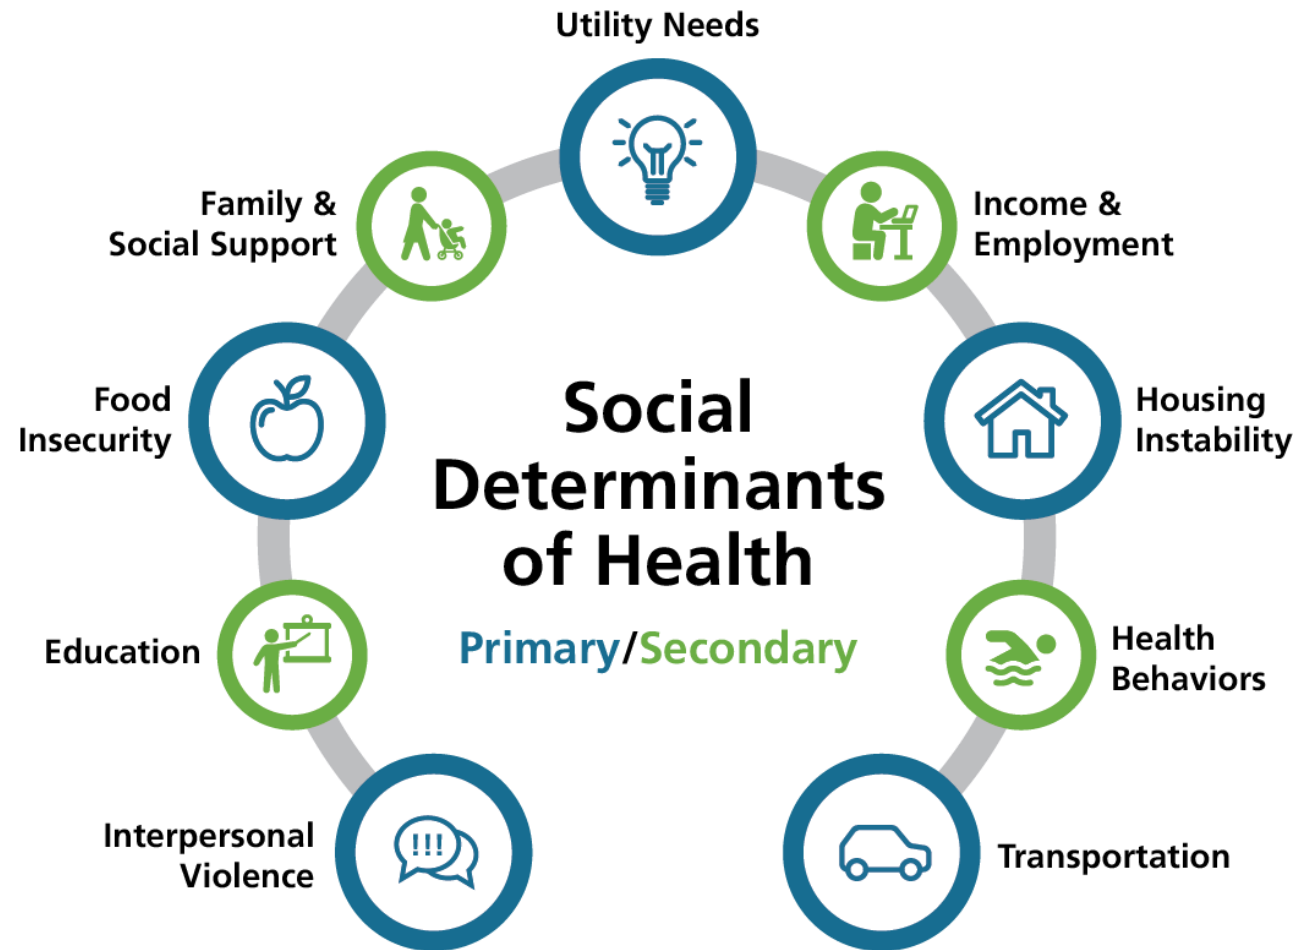 Utility Needs
Family &
Social Support
Income &
Employment
Food
Insecurity
Housing
Instability
Social
Determinants
of Health
Primary/Secondary
Education
Health
Behaviors
Interpersonal
Violence
!!!
Transportation